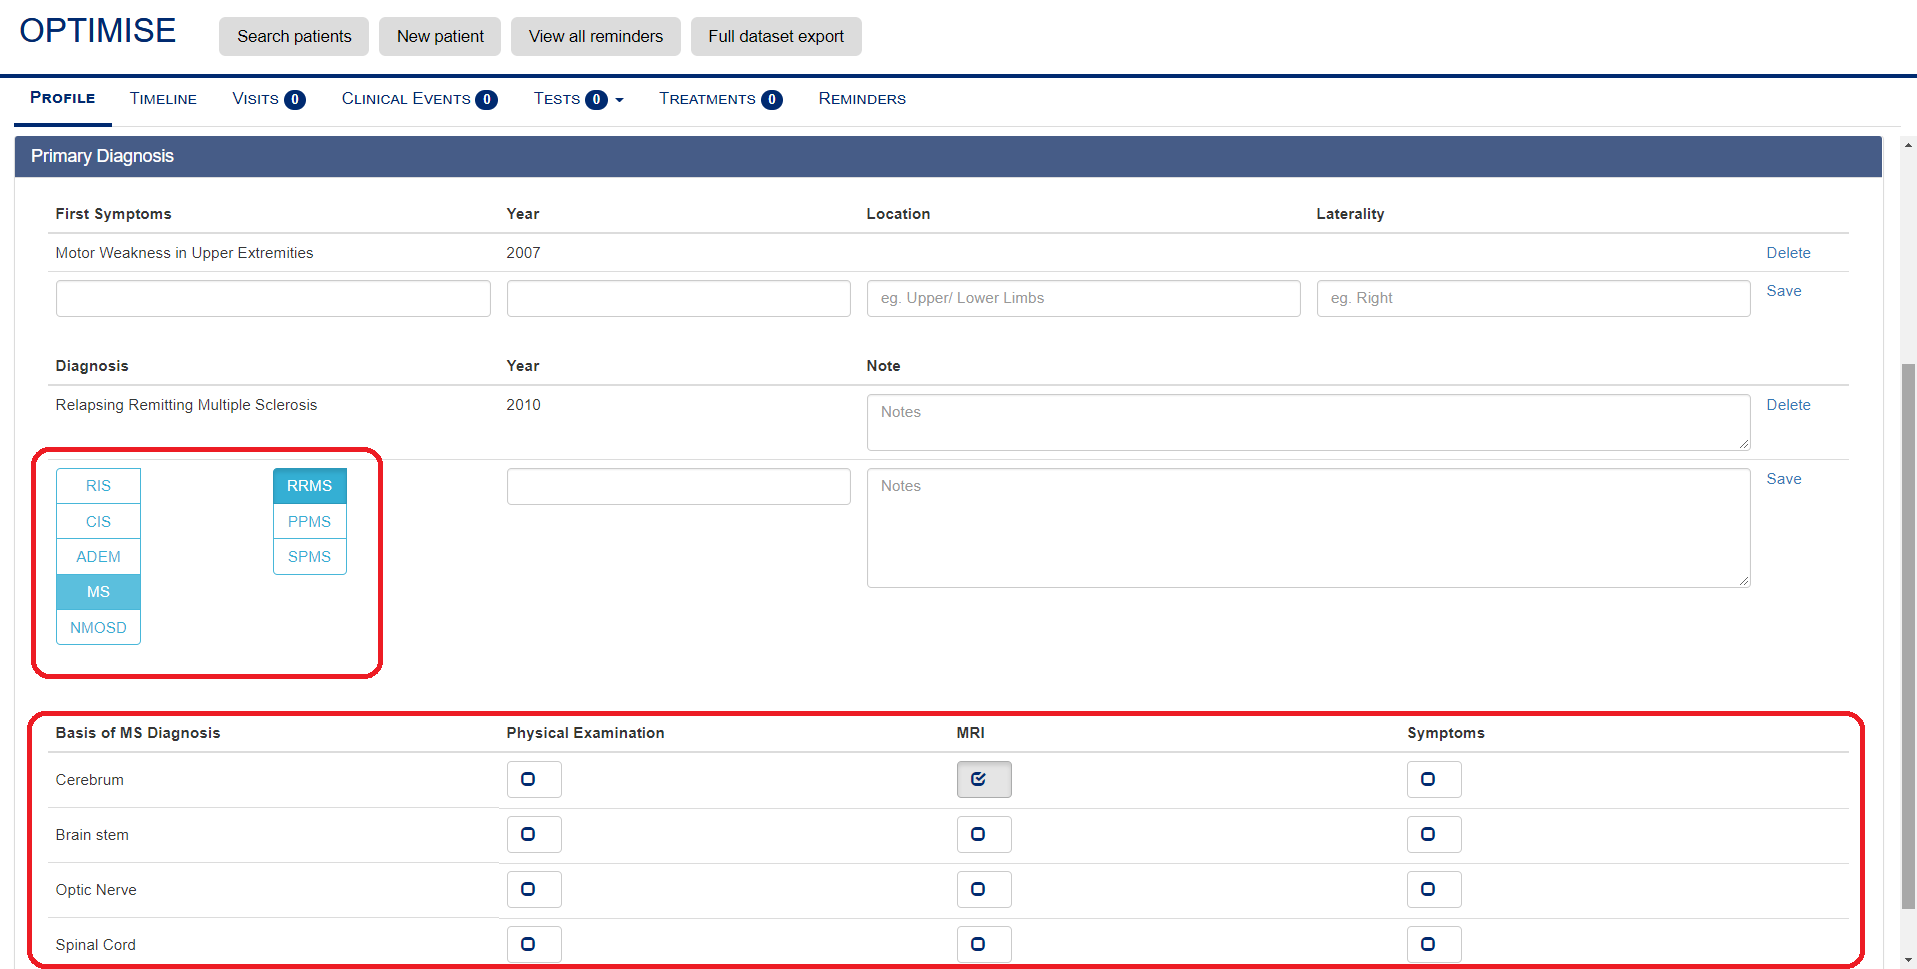 OPTIMISE Search patients New patient View all reminders Full dataset export
PROFILE TIMELINE VISITS 0 CLINICAL EVENTS 0 TESTS 0 TREATMENTS 0 REMINDERS
Primary Diagnosis
First Symptoms Year Location Laterality
Motor Weakness in Upper Extremities 2007 Delete
eg. Upper/ Lower Limbs eg. Right Save
Diagnosis Year Note
Relapsing Remitting Multiple Sclerosis 2010 Notes Delete
RIS RRMS Notes Save
CIS PPMS
ADEM SPMS
MS
NMOSD
Basis of MS Diagnosis Physical Examination MRI Symptoms
Cerebrum
Brain stem
Optic Nerve
Spinal Cord